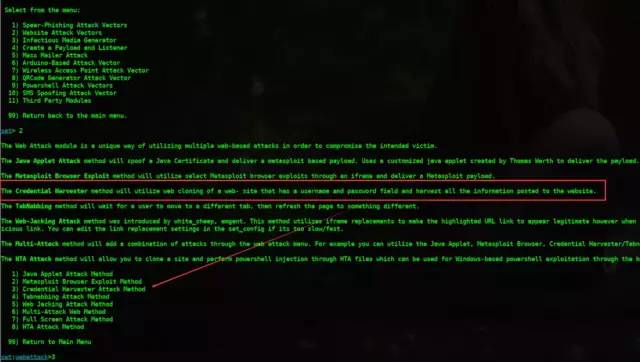 Select from the menu:
1) Spear-Phishing Attack Vectors
2) Website Attack Vectors
3) Infectious Media Generator
4) Create a Payload and Listener
5) Mass Mailer Attack
6) Arduino-Based Attack Vector
7) Wireless Access Point Attack Vector
8) QRCode Generator Attack Vector
9) Powershell Attack Vectors
10) SMS Spoofing Attack Vector
11) Third Party Modules
99) Return back to the main menu.
set> 2
The Web Attack module is a unique way of utilizing multiple web-based attacks in order to compromise the intended victim.
The Java Applet Attack method will spoof a Java Certificate and deliver a metasploit based payload. Uses a customized java applet created by Thomas Werth to deliver the payload.
The Metasploit Browser Exploit method will utilize select Metasploit browser exploits through an iframe and deliver a Metasploit payload.
The Credential Harvester method will utilize web cloning of a web- site that has a username and password field and harvest all the information posted to the website.
The TabNabbing method will wait for a user to move to a different tab, then refresh the page to something different.
The Web-Jacking Attack method was introduced by white_sheep, emgent. This method utilizes iframe replacements to make the highlighted URL link to appear legitimate however when
icious link. You can edit the link replacement settings in the set_config if its too slow/fast.
The Multi-Attack method will add a combination of attacks through the web attack menu. For example you can utilize the Java Applet, Metasploit Browser, Credential Harvester/Tabn
The HTA Attack method will allow you to clone a site and perform powershell injection through HTA files which can be used for Windows-based powershell exploitation through the b
1) Java Applet Attack Method
2) Metasploit Browser Exploit Method
3) Credential Harvester Attack Method
4) Tabnabbing Attack Method
5) Web Jacking Attack Method
6) Multi-Attack Web Method
7) Full Screen Attack Method
8) HTA Attack Method
99) Return to Main Menu
set:webattack>3